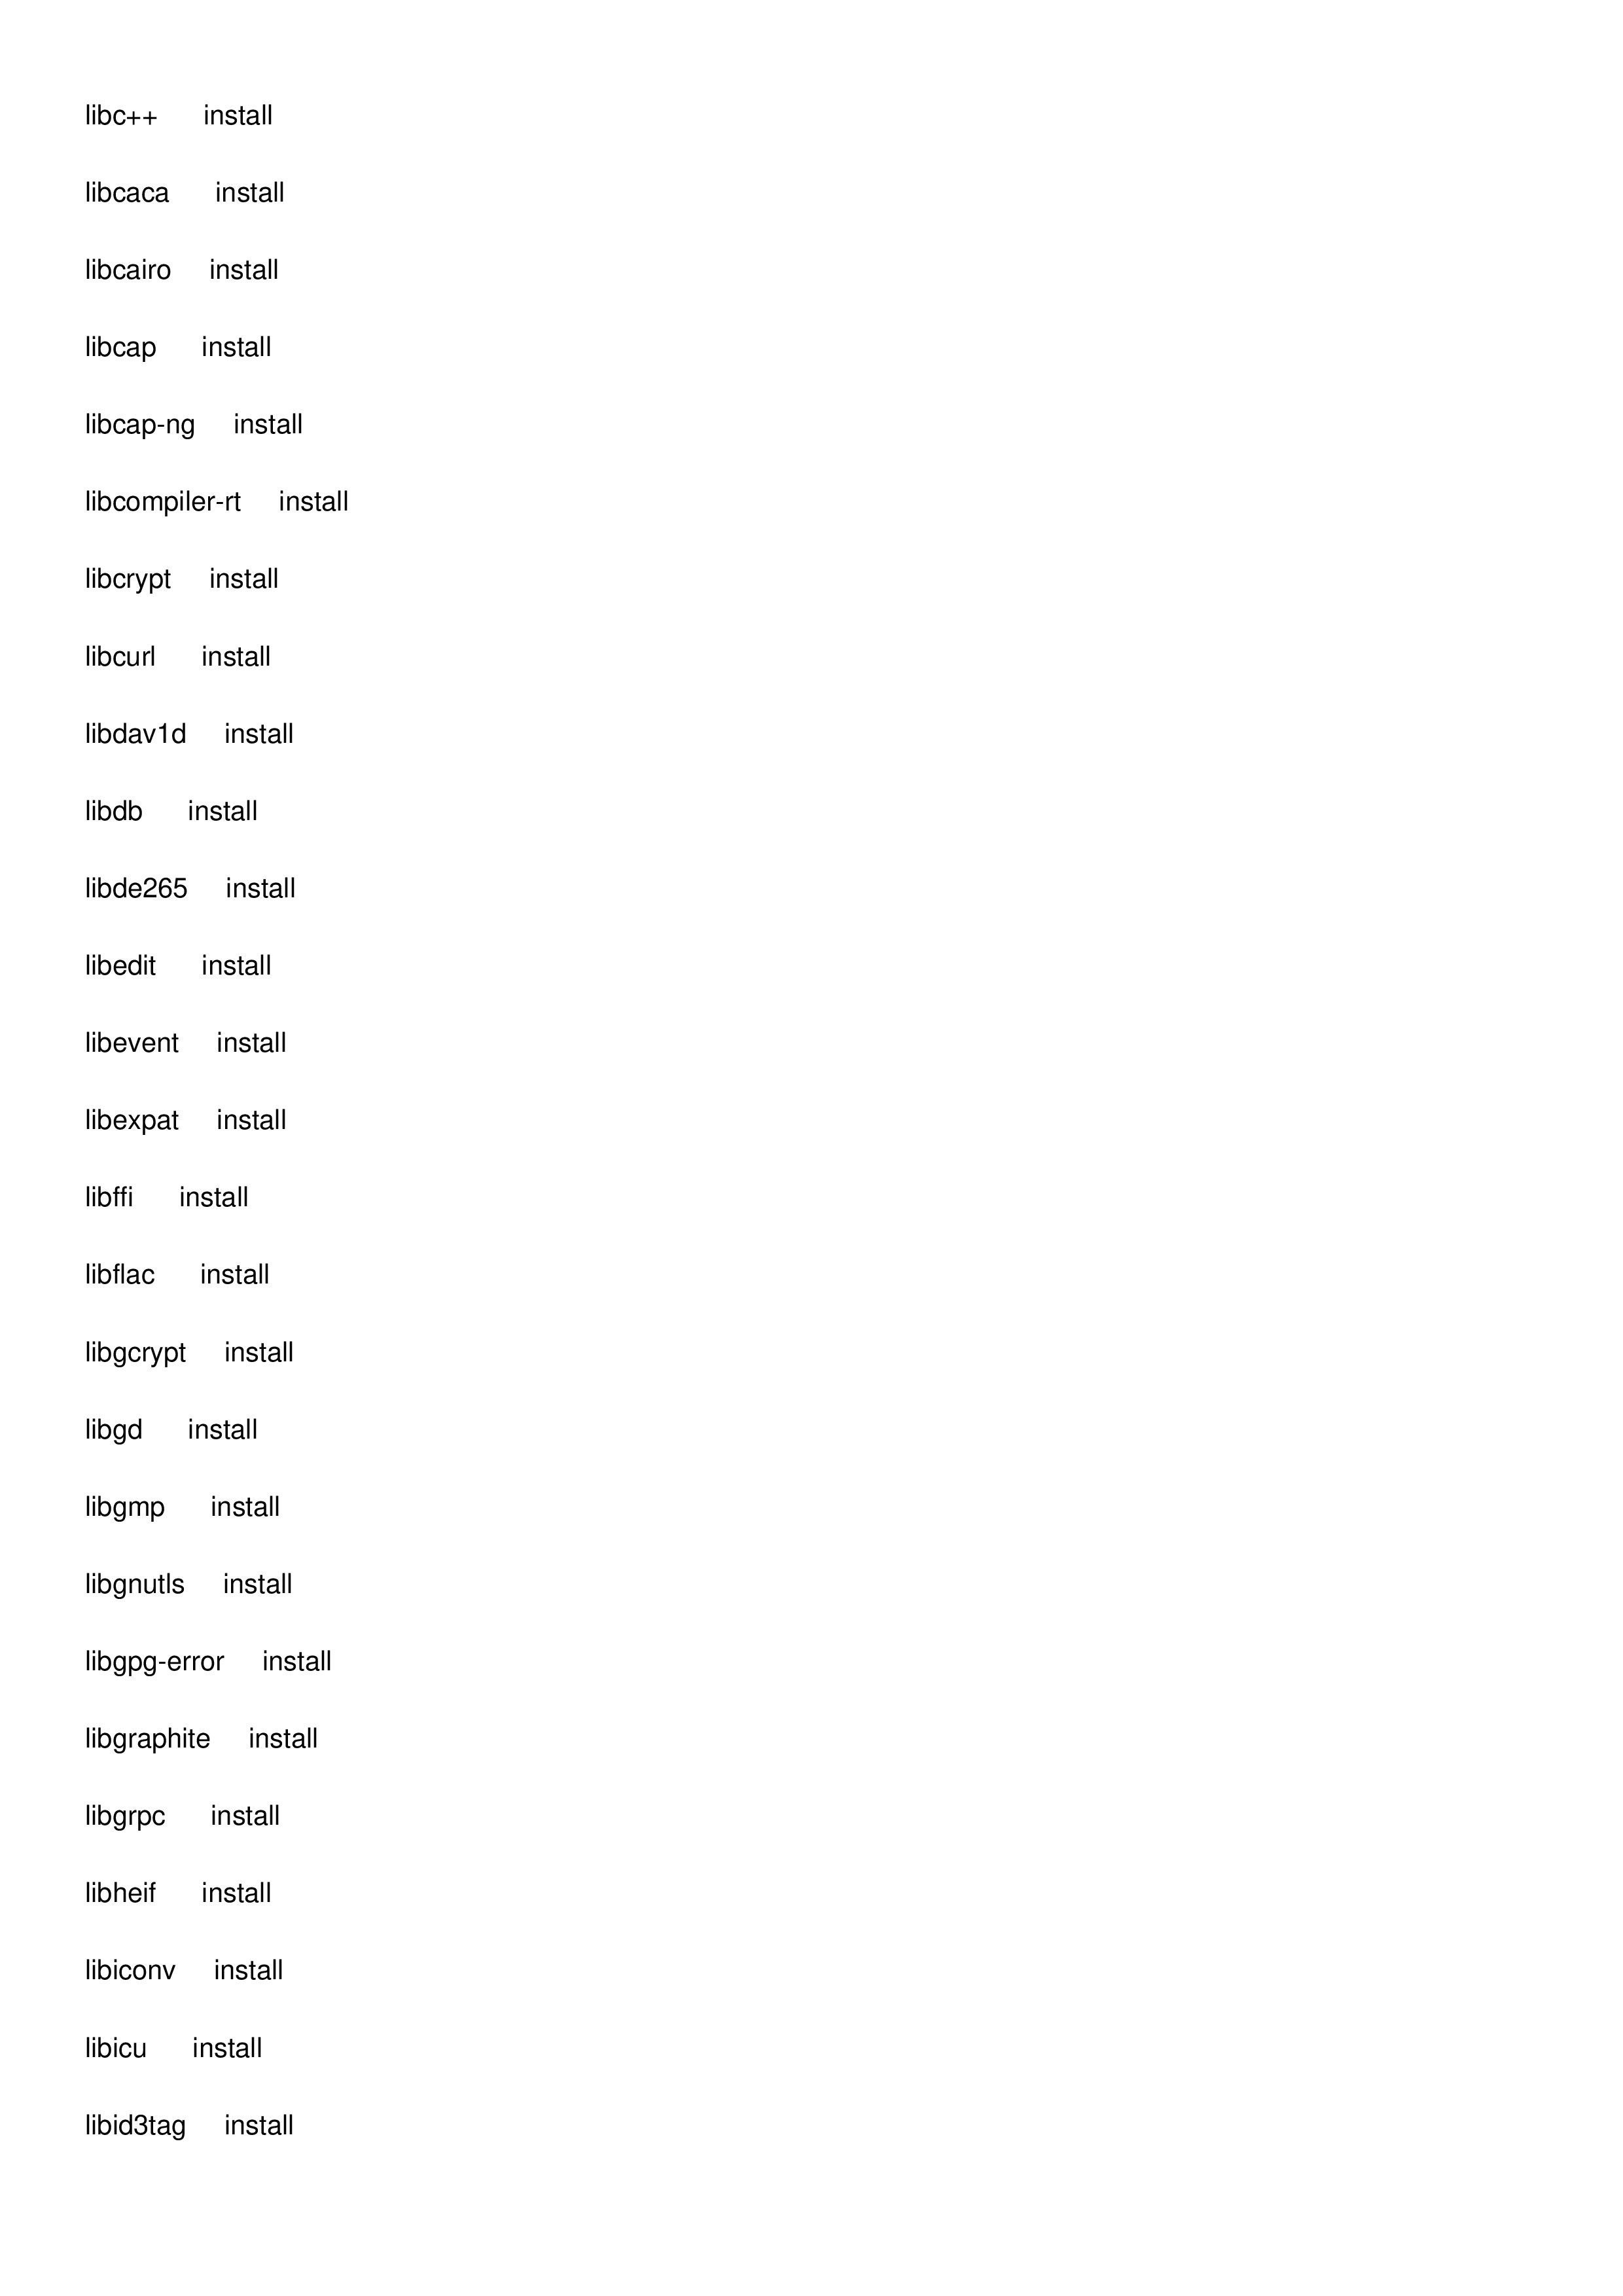 libc++ install
libcaca install
libcairo install
libcap install
libcap-ng install
libcompiler-rt install
libcrypt install
libcurl install
libdav1d install
libdb install
libde265 install
libedit install
libevent install
libexpat install
libffi install
libflac install
libgcrypt install
libgd install
libgmp install
libgnutls install
libgpg-error install
libgraphite install
libgrpc install
libheif install
libiconv install
libicu install
libid3tag install